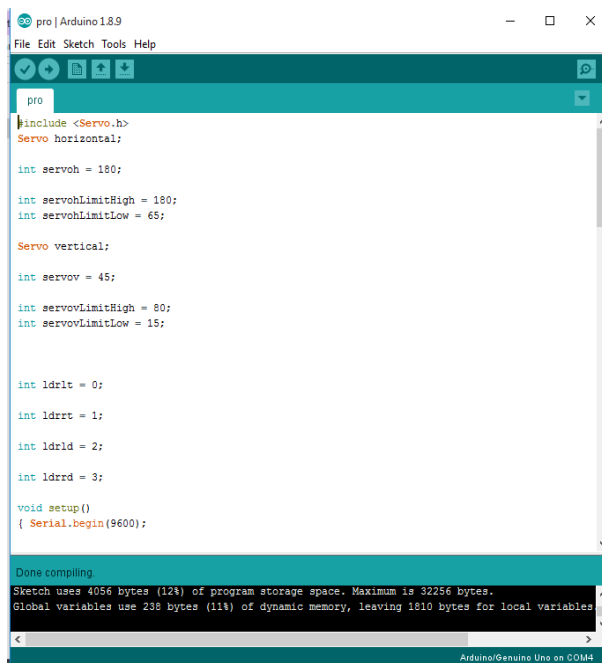 pro | Arduino 1.8.9
File Edit Sketch Tools Help
pro
#include <Servo.h>
Servo horizontal;
int servoh = 180;
int servohLimitHigh = 180;
int servohLimitLow = 65;
Servo vertical;
int servov = 45;
int servovLimitHigh = 80;
int servovLimitLow = 15;
int ldrlt = 0;
int ldrrt = 1;
int ldrld = 2;
int ldrrd = 3;
void setup()
{ Serial.begin(9600);
Done compiling.
Sketch uses 4056 bytes (12%) of program storage space. Maximum is 32256 bytes.
Global variables use 238 bytes (11%) of dynamic memory, leaving 1810 bytes for local variables.
Arduino/Genuino Uno on COM4